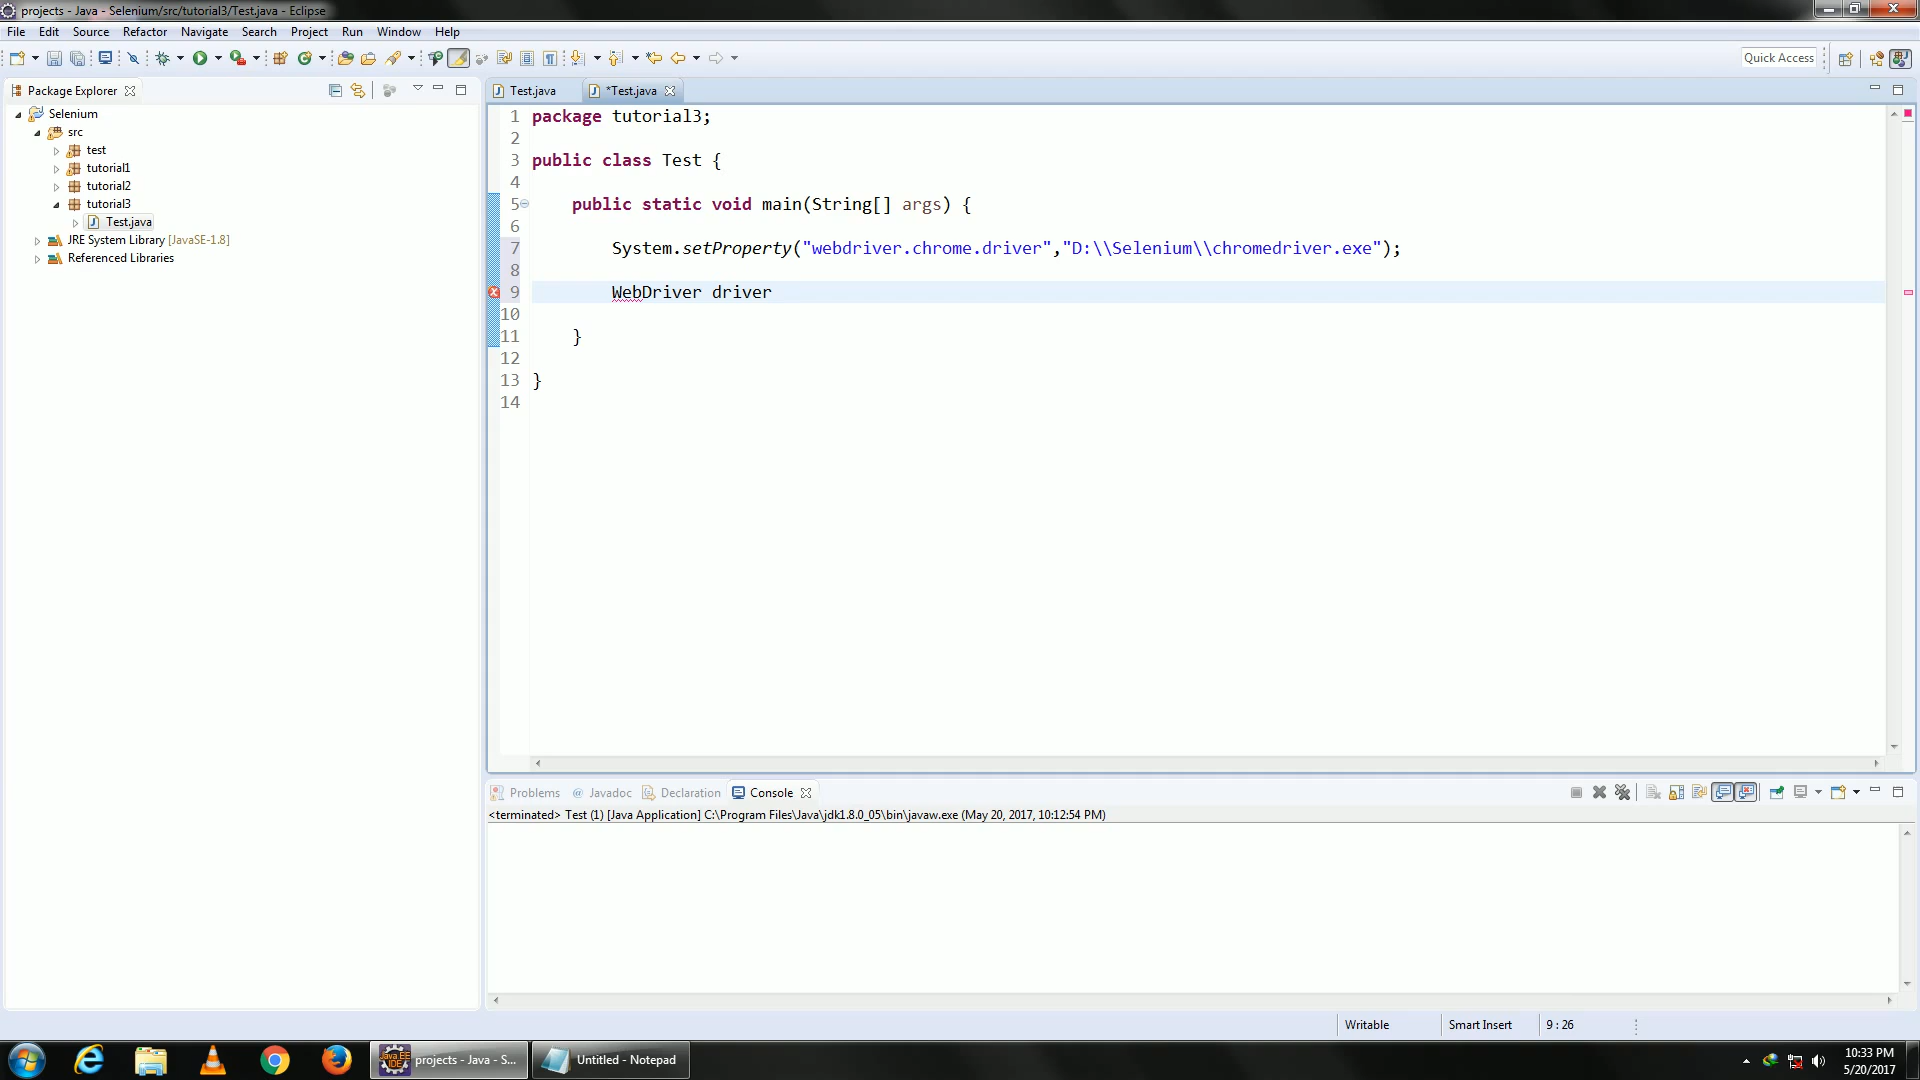 projects - Java - Selenium/src/tutorial3/Test.java - Eclipse
File Edit Source Refactor Navigate Search Project Run Window Help
Quick Access
Package Explorer
Test.java
*Test.java
Selenium
src
test
tutorial1
tutorial2
tutorial3
Test.java
JRE System Library [JavaSE-1.8]
Referenced Libraries
1 package tutorial3;
2
3 public class Test {
4
5 public static void main(String[] args) {
6
7 System.setProperty("webdriver.chrome.driver","D:\\Selenium\\chromedriver.exe");
8
9 WebDriver driver
10
11 }
12
13 }
14
Problems @ Javadoc Declaration Console
<terminated> Test (1) [Java Application] C:\Program Files\Java\jdk1.8.0_05\bin\javaw.exe (May 20, 2017, 10:12:54 PM)
Writable Smart Insert 9 : 26
Java EE IDE
projects - Java - S...
Untitled - Notepad
10:33 PM
5/20/2017